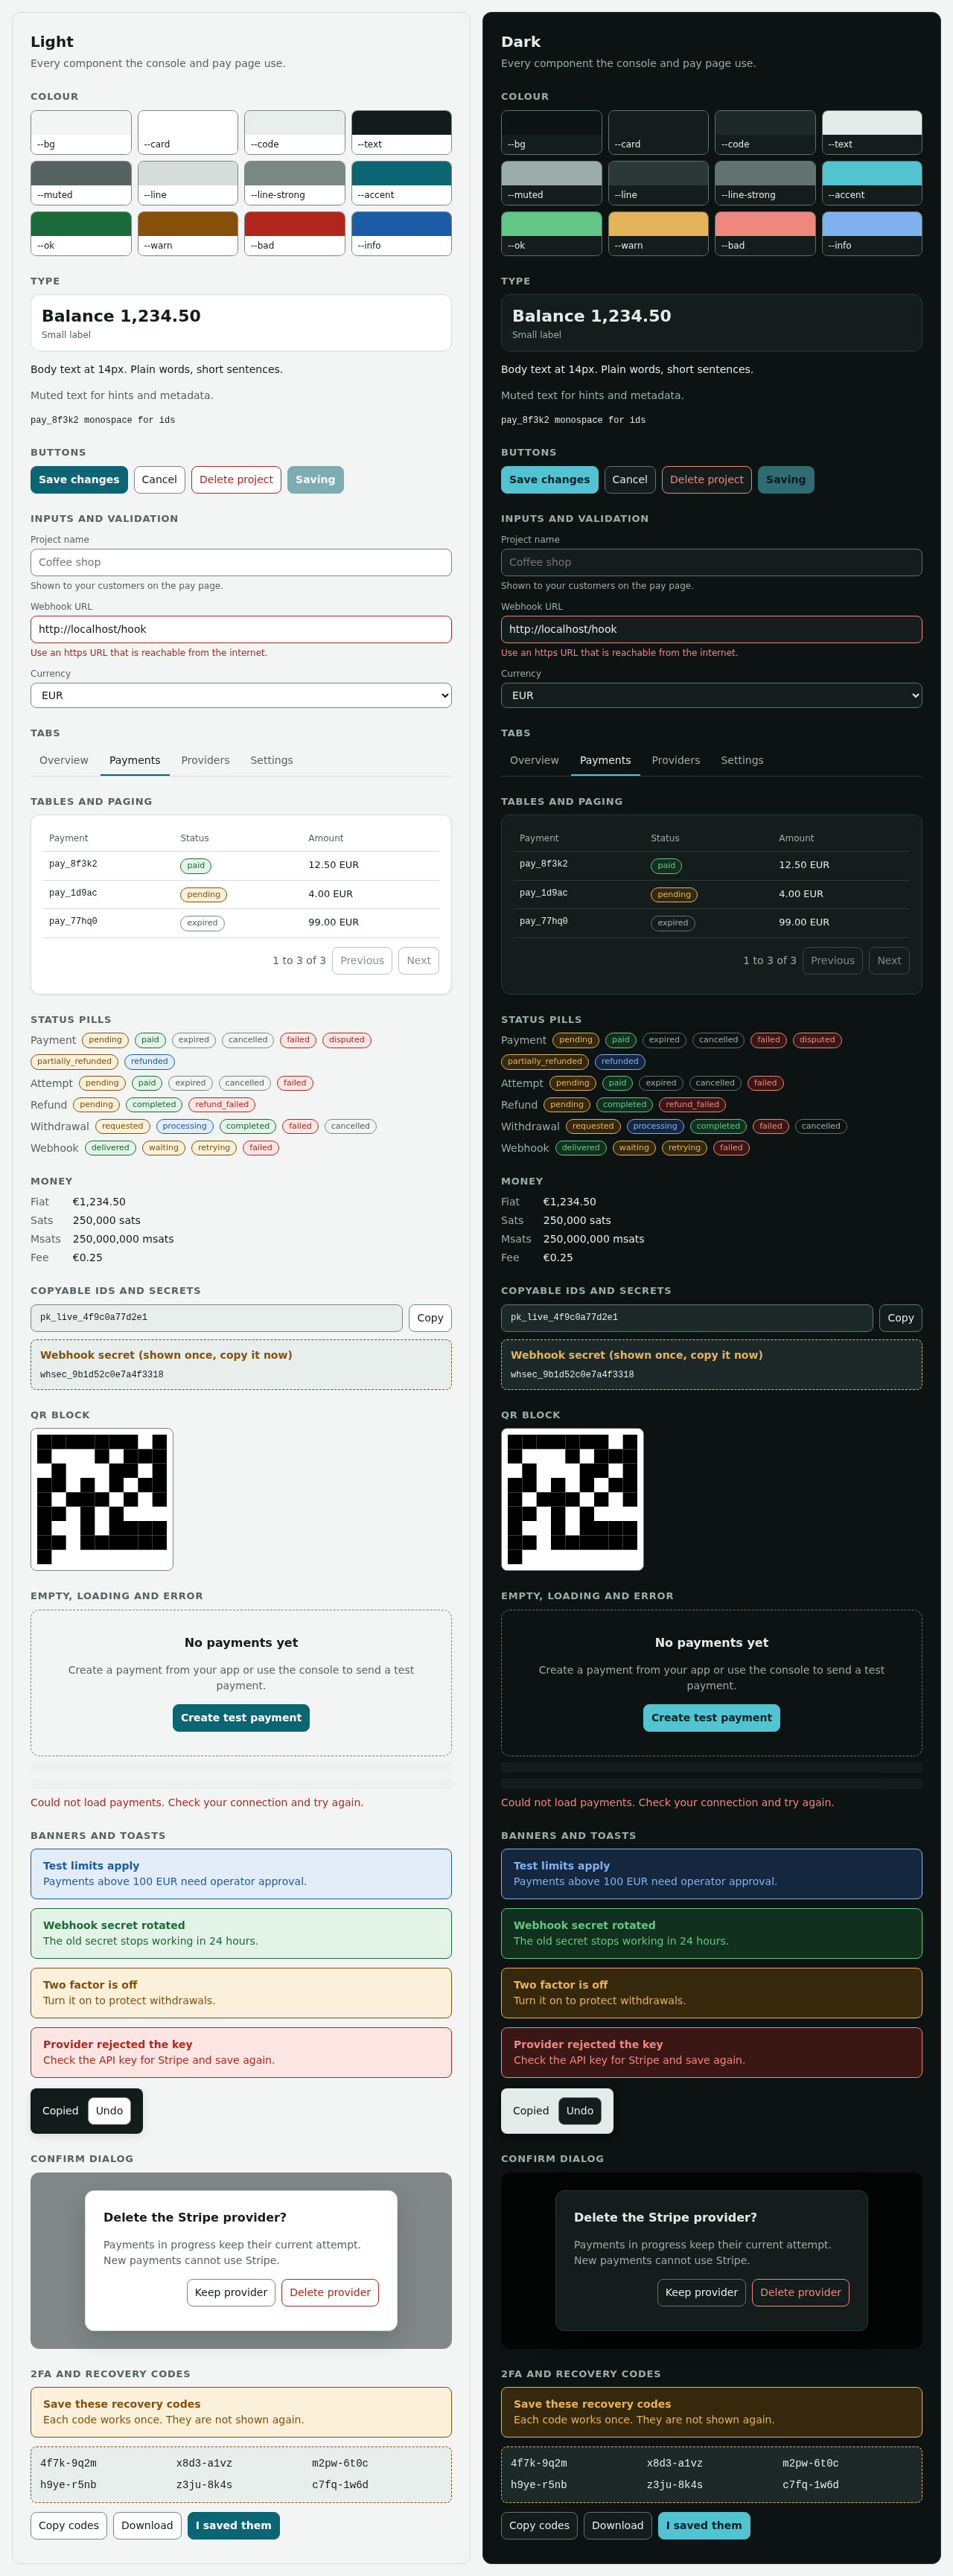 Light
Every component the console and pay page use.
COLOUR
--bg
--card
--code
--text
--muted
--line
--line-strong
--accent
--ok
--warn
--bad
--info
TYPE
Balance 1,234.50
Small label
Body text at 14px. Plain words, short sentences.
Muted text for hints and metadata.
pay_8f3k2 monospace for ids
BUTTONS
Save changes
Cancel
Delete project
Saving
INPUTS AND VALIDATION
Project name
Coffee shop
Shown to your customers on the pay page.
Webhook URL
http://localhost/hook
Use an https URL that is reachable from the internet.
Currency
EUR
TABS
Overview
Payments
Providers
Settings
TABLES AND PAGING
Payment Status Amount
pay_8f3k2 paid 12.50 EUR
pay_1d9ac pending 4.00 EUR
pay_77hq0 expired 99.00 EUR
1 to 3 of 3 Previous Next
STATUS PILLS
Payment pending paid expired cancelled failed disputed
partially_refunded refunded
Attempt pending paid expired cancelled failed
Refund pending completed refund_failed
Withdrawal requested processing completed failed cancelled
Webhook delivered waiting retrying failed
MONEY
Fiat €1,234.50
Sats 250,000 sats
Msats 250,000,000 msats
Fee €0.25
COPYABLE IDS AND SECRETS
pk_live_4f9c0a77d2e1 Copy
Webhook secret (shown once, copy it now)
whsec_9b1d52c0e7a4f3318
QR BLOCK
EMPTY, LOADING AND ERROR
No payments yet
Create a payment from your app or use the console to send a test
payment.
Create test payment
Could not load payments. Check your connection and try again.
BANNERS AND TOASTS
Test limits apply
Payments above 100 EUR need operator approval.
Webhook secret rotated
The old secret stops working in 24 hours.
Two factor is off
Turn it on to protect withdrawals.
Provider rejected the key
Check the API key for Stripe and save again.
Copied Undo
CONFIRM DIALOG
Delete the Stripe provider?
Payments in progress keep their current attempt.
New payments cannot use Stripe.
Keep provider Delete provider
2FA AND RECOVERY CODES
Save these recovery codes
Each code works once. They are not shown again.
4f7k-9q2m x8d3-a1vz m2pw-6t0c
h9ye-r5nb z3ju-8k4s c7fq-1w6d
Copy codes Download I saved them
Dark
Every component the console and pay page use.
COLOUR
--bg
--card
--code
--text
--muted
--line
--line-strong
--accent
--ok
--warn
--bad
--info
TYPE
Balance 1,234.50
Small label
Body text at 14px. Plain words, short sentences.
Muted text for hints and metadata.
pay_8f3k2 monospace for ids
BUTTONS
Save changes
Cancel
Delete project
Saving
INPUTS AND VALIDATION
Project name
Coffee shop
Shown to your customers on the pay page.
Webhook URL
http://localhost/hook
Use an https URL that is reachable from the internet.
Currency
EUR
TABS
Overview
Payments
Providers
Settings
TABLES AND PAGING
Payment Status Amount
pay_8f3k2 paid 12.50 EUR
pay_1d9ac pending 4.00 EUR
pay_77hq0 expired 99.00 EUR
1 to 3 of 3 Previous Next
STATUS PILLS
Payment pending paid expired cancelled failed disputed
partially_refunded refunded
Attempt pending paid expired cancelled failed
Refund pending completed refund_failed
Withdrawal requested processing completed failed cancelled
Webhook delivered waiting retrying failed
MONEY
Fiat €1,234.50
Sats 250,000 sats
Msats 250,000,000 msats
Fee €0.25
COPYABLE IDS AND SECRETS
pk_live_4f9c0a77d2e1 Copy
Webhook secret (shown once, copy it now)
whsec_9b1d52c0e7a4f3318
QR BLOCK
EMPTY, LOADING AND ERROR
No payments yet
Create a payment from your app or use the console to send a test
payment.
Create test payment
Could not load payments. Check your connection and try again.
BANNERS AND TOASTS
Test limits apply
Payments above 100 EUR need operator approval.
Webhook secret rotated
The old secret stops working in 24 hours.
Two factor is off
Turn it on to protect withdrawals.
Provider rejected the key
Check the API key for Stripe and save again.
Copied Undo
CONFIRM DIALOG
Delete the Stripe provider?
Payments in progress keep their current attempt.
New payments cannot use Stripe.
Keep provider Delete provider
2FA AND RECOVERY CODES
Save these recovery codes
Each code works once. They are not shown again.
4f7k-9q2m x8d3-a1vz m2pw-6t0c
h9ye-r5nb z3ju-8k4s c7fq-1w6d
Copy codes Download I saved them